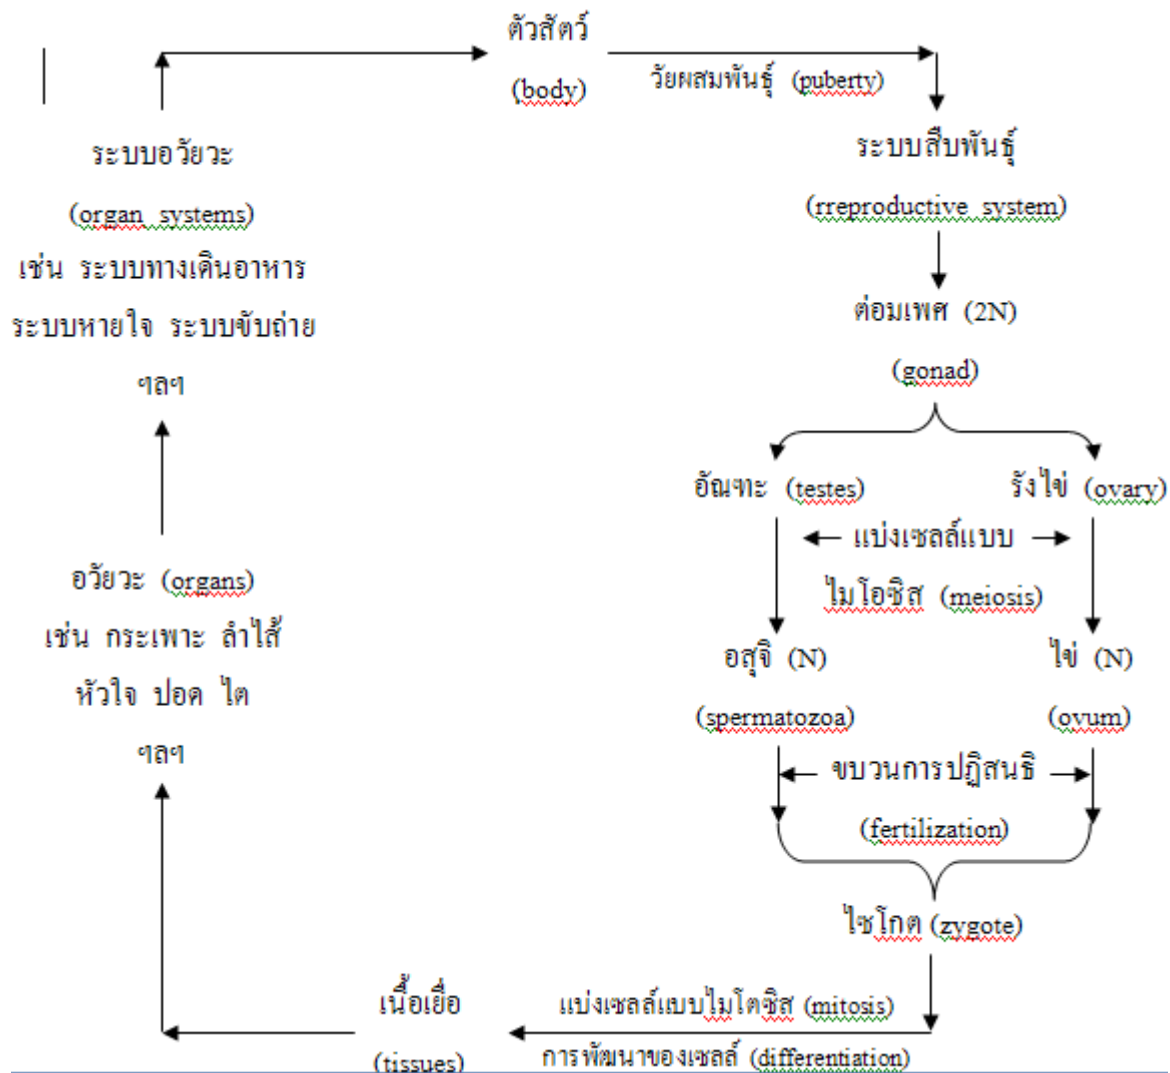 ตัวสัตว์
(body)
วัยผสมพันธุ์ (puberty)
ระบบสืบพันธุ์
(rreproductive system)
ต่อมเพศ (2N)
(gonad)
อัณฑะ (testes)
รังไข่ (ovary)
แบ่งเซลล์แบบ
ไมโอซิส (meiosis)
อสุจิ (N)
(spermatozoa)
ไข่ (N)
(ovum)
ขบวนการปฏิสนธิ
(fertilization)
ไซโกต (zygote)
แบ่งเซลล์แบบไมโตซิส (mitosis)
การพัฒนาของเซลล์ (differentiation)
เนื้อเยื่อ
(tissues)
อวัยวะ (organs)
เช่น กระเพาะ ลำไส้
หัวใจ ปอด ไต
ฯลฯ
ระบบอวัยวะ
(organ systems)
เช่น ระบบทางเดินอาหาร
ระบบหายใจ ระบบขับถ่าย
ฯลฯ